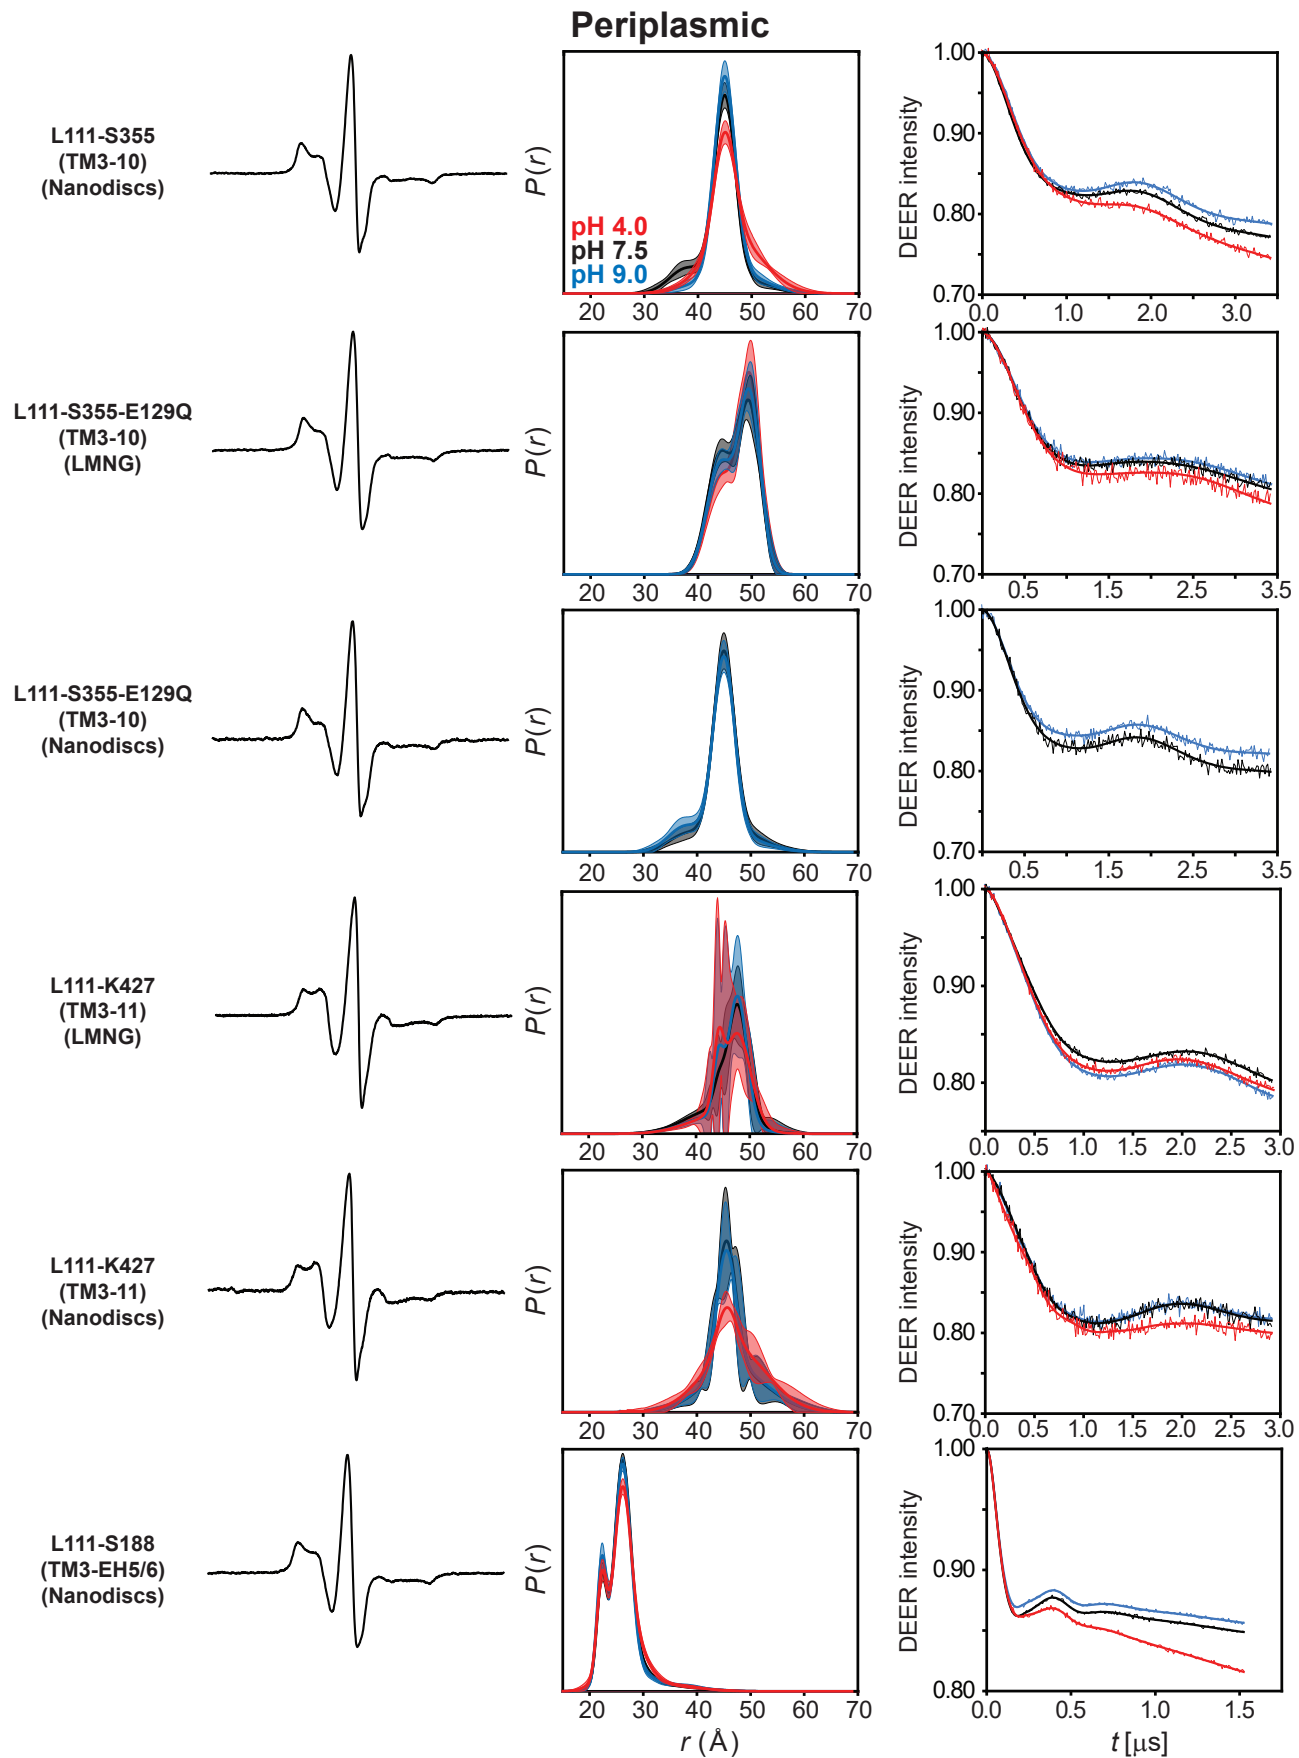 Periplasmic
L111-S355
(TM3-10)
(Nanodiscs)
P(r)
pH 4.0
pH 7.5
pH 9.0
20 30 40 50 60 70
DEER intensity
1.00
0.90
0.80
0.70
0.0 1.0 2.0 3.0
L111-S355-E129Q
(TM3-10)
(LMNG)
P(r)
20 30 40 50 60 70
DEER intensity
1.00
0.90
0.80
0.70
0.5 1.5 2.5 3.5
L111-S355-E129Q
(TM3-10)
(Nanodiscs)
P(r)
20 30 40 50 60 70
DEER intensity
1.00
0.90
0.80
0.70
0.5 1.5 2.5 3.5
L111-K427
(TM3-11)
(LMNG)
P(r)
20 30 40 50 60 70
DEER intensity
1.00
0.90
0.80
0.0 0.5 1.0 1.5 2.0 2.5 3.0
L111-K427
(TM3-11)
(Nanodiscs)
P(r)
20 30 40 50 60 70
DEER intensity
1.00
0.90
0.80
0.70
0.0 0.5 1.0 1.5 2.0 2.5 3.0
L111-S188
(TM3-EH5/6)
(Nanodiscs)
P(r)
20 30 40 50 60 70
r (Å)
DEER intensity
1.00
0.90
0.80
0.0 0.5 1.0 1.5
t [μs]